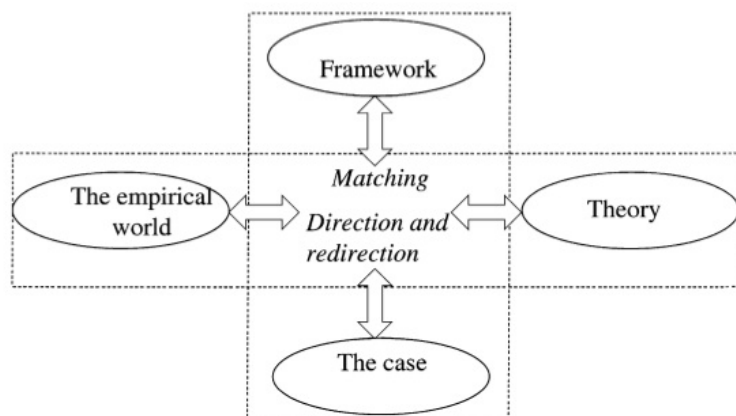 Framework
Matching
The empirical
world
Direction and
redirection
Theory
The case